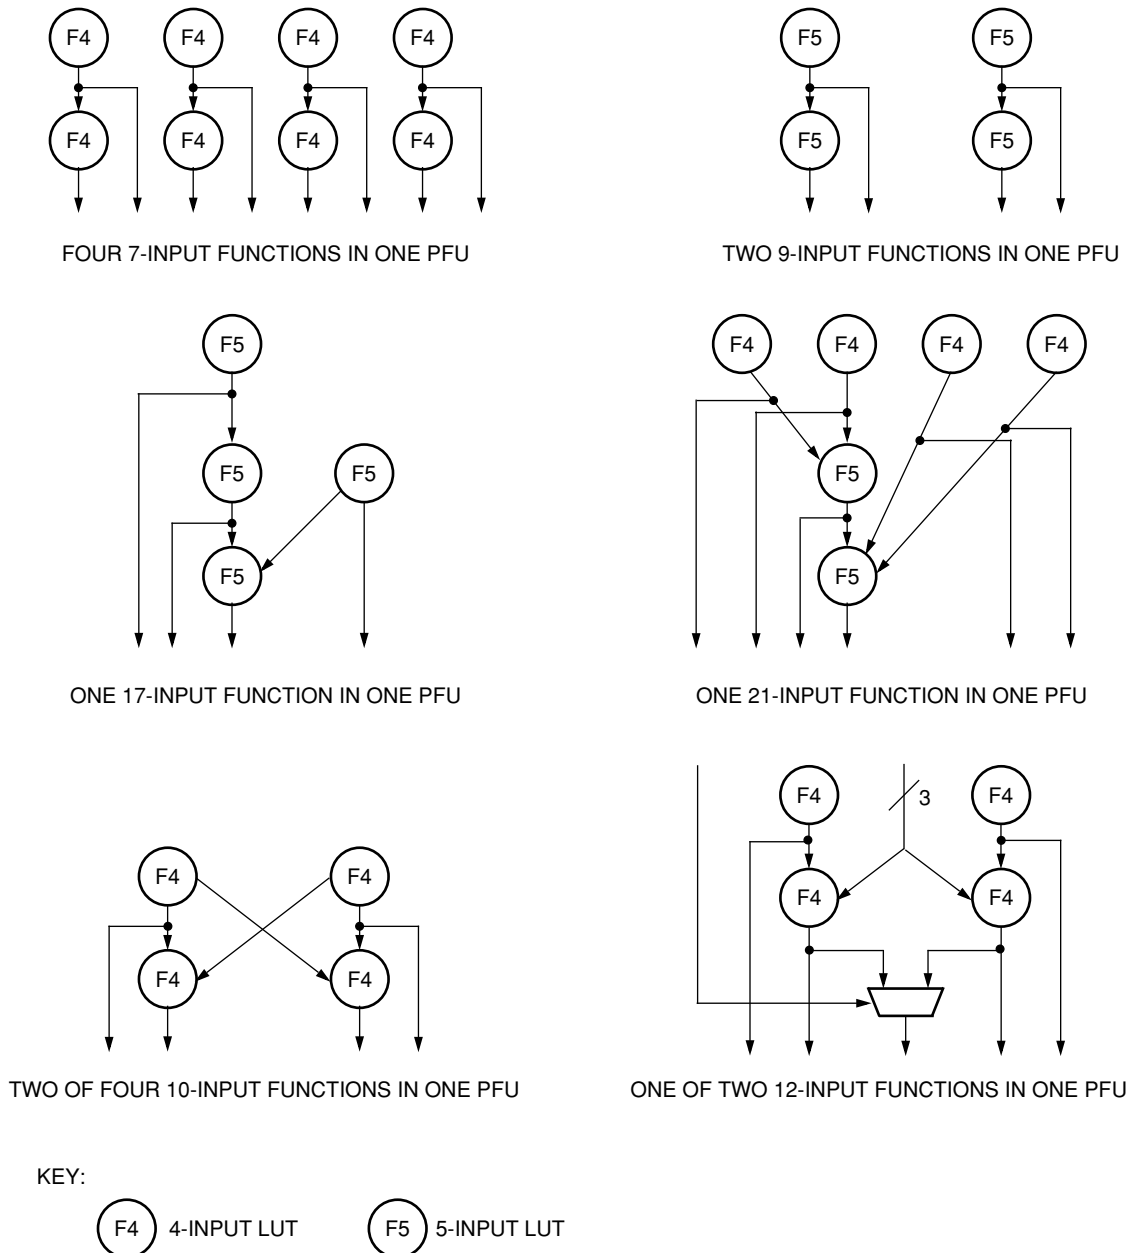 F4 F4 F4 F4
F4 F4 F4 F4
FOUR 7-INPUT FUNCTIONS IN ONE PFU
F5 F5
F5 F5
TWO 9-INPUT FUNCTIONS IN ONE PFU
F5
F5 F5
F5
ONE 17-INPUT FUNCTION IN ONE PFU
F4 F4 F4 F4
F5
F5
ONE 21-INPUT FUNCTION IN ONE PFU
F4 F4
F4 F4
TWO OF FOUR 10-INPUT FUNCTIONS IN ONE PFU
F4 3 F4
F4 F4
ONE OF TWO 12-INPUT FUNCTIONS IN ONE PFU
KEY:
F4 4-INPUT LUT F5 5-INPUT LUT